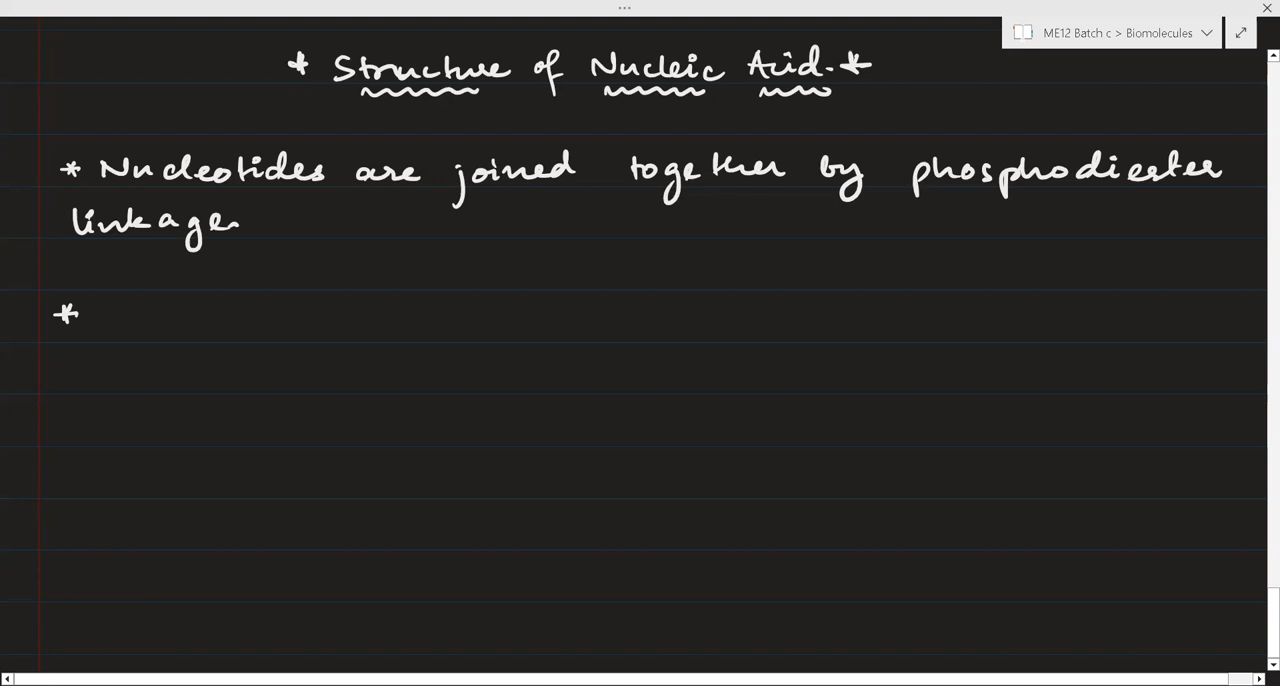 ME12 Batch c > Biomolecules
* Structure of Nucleic Acid. *
* Nucleotides are joined together by phosphodiester
linkage
*